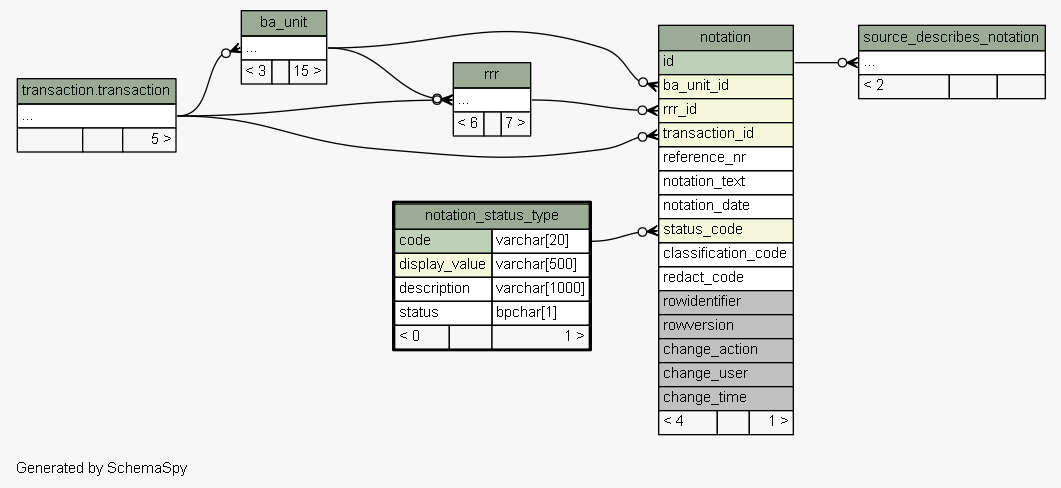 ba_unit
...
< 3 15 >
transaction.transaction
...
5 >
rrr
...
< 6 7 >
notation
id
ba_unit_id
rrr_id
transaction_id
reference_nr
notation_text
notation_date
status_code
classification_code
redact_code
rowidentifier
rowversion
change_action
change_user
change_time
< 4 1 >
source_describes_notation
...
< 2
notation_status_type
code varchar[20]
display_value varchar[500]
description varchar[1000]
status bpchar[1]
< 0 1 >
Generated by SchemaSpy